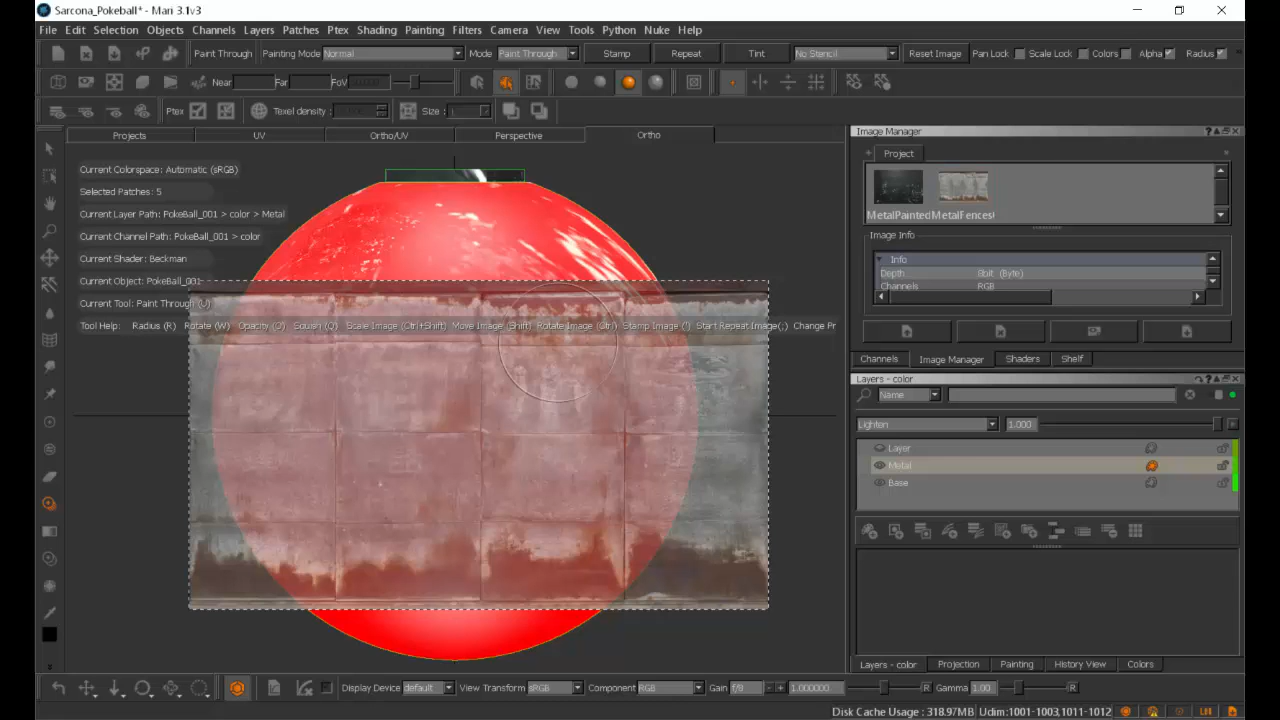 Sarcona_Pokeball* - Mari 3.1v3
File Edit Selection Objects Channels Layers Patches Ptex Shading Painting Filters Camera View Tools Python Nuke Help
Paint Through Painting Mode Normal Mode Paint Through Stamp Repeat Tint No Stencil Reset Image Pan Lock Scale Lock Colors Alpha Radius
Near Far FoV
Ptex Texel density Size
Projects UV Ortho/UV Perspective Ortho
Current Colorspace: Automatic (sRGB)
Selected Patches: 5
Current Layer Path: PokeBall_001 > color > Metal
Current Channel Path: PokeBall_001 > color
Current Shader: Beckman
Current Object: PokeBall_001
Current Tool: Paint Through (U)
Tool Help: Radius (R) Rotate (W) Opacity (O) Squish (Q) Scale Image (Ctrl+Shift) Move Image (Shift) Rotate Image (Ctrl) Stamp Image (') Start Repeat Image(;) Change Pr
Image Manager
Project
MetalPainted MetalFences
Image Info
Info
Depth 8bit (Byte)
Channels RGB
Channels Image Manager Shaders Shelf
Layers - color
Name
Lighten 1.000
Layer
Metal
Base
Layers - color Projection Painting History View Colors
Display Device default View Transform sRGB Component RGB Gain f/8 1.000000 R Gamma 1.00 R
Disk Cache Usage : 318.97MB Udim:1001-1003,1011-1012